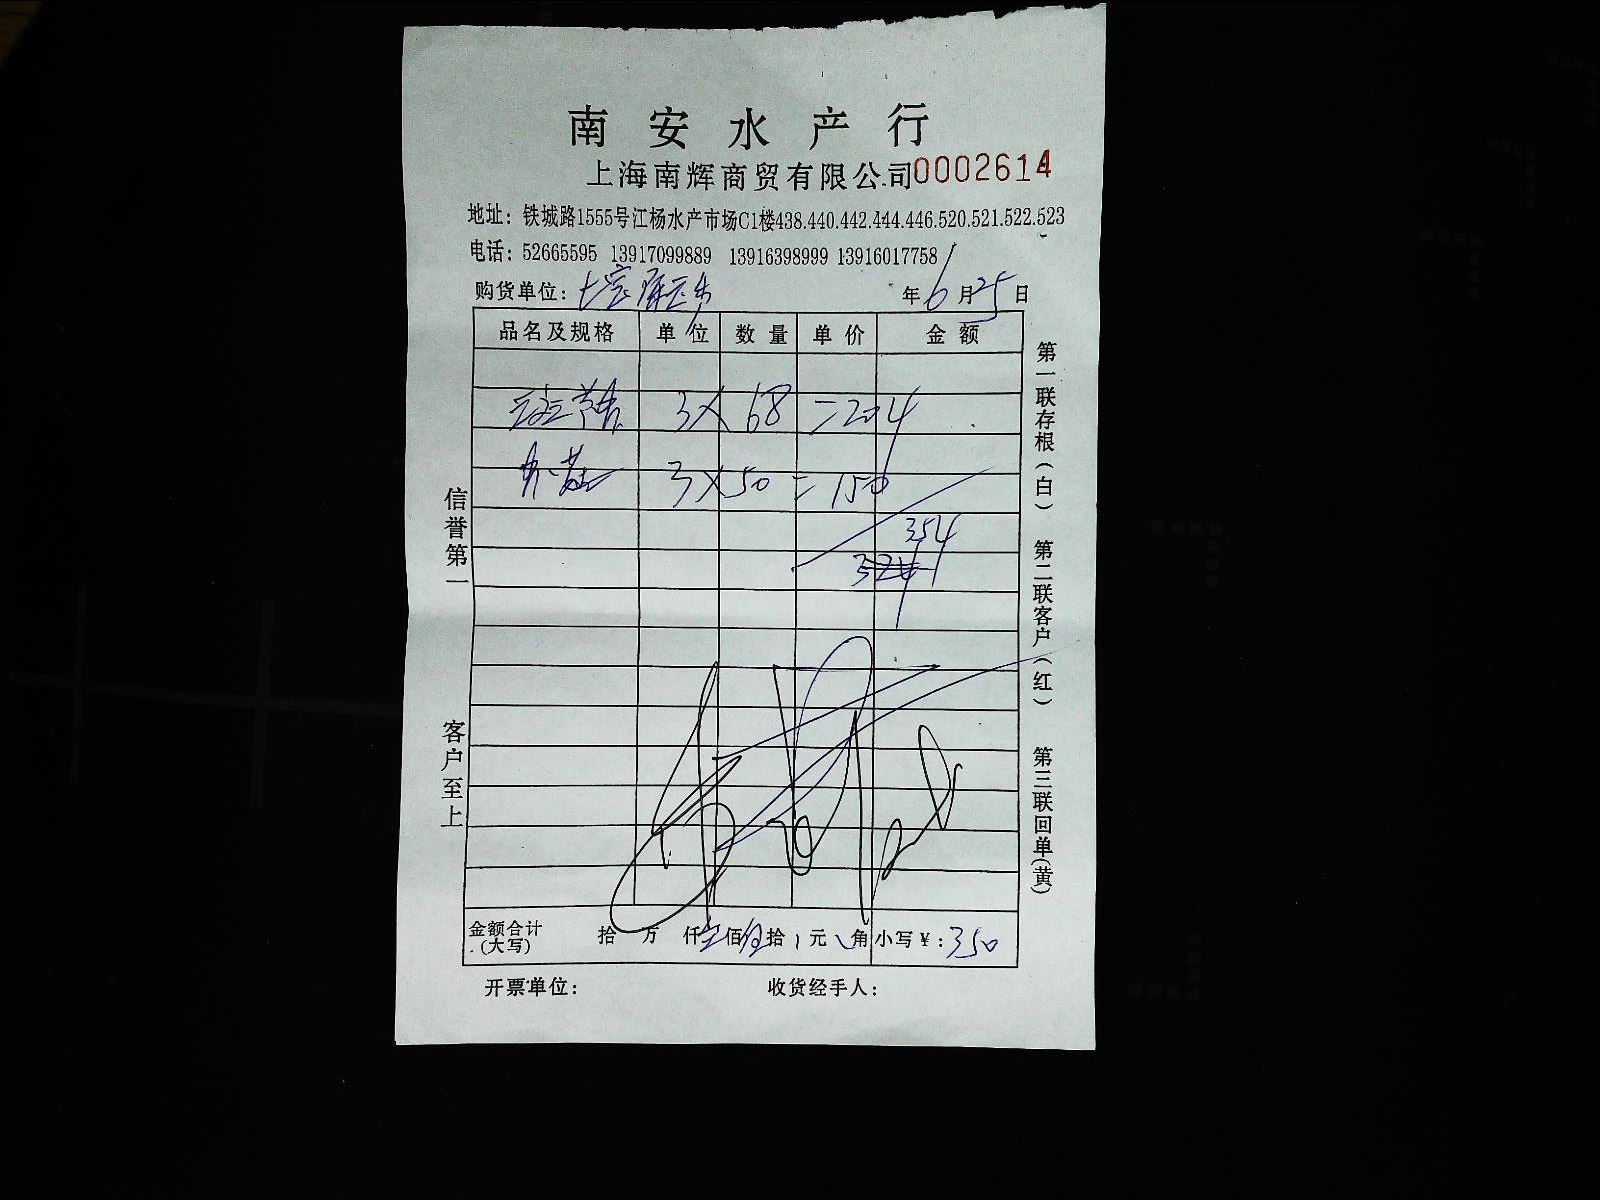 南安水产行
上海南辉商贸有限公司0002614
地址：铁城路1555号江杨水产市场C1楼438.440.442.444.446.520.521.522.523
电话：52665595 13917099889 13916398999 13916017758
购货单位： 年6月25日
品名及规格 单位 数量 单价 金额
3×68=204
3×50=150
354
324
金额合计(大写) 拾 万 仟 佰 拾 元 角 小写￥：350
开票单位： 收货经手人：
信誉第一
客户至上
第一联存根(白)
第二联客户(红)
第三联回单(黄)